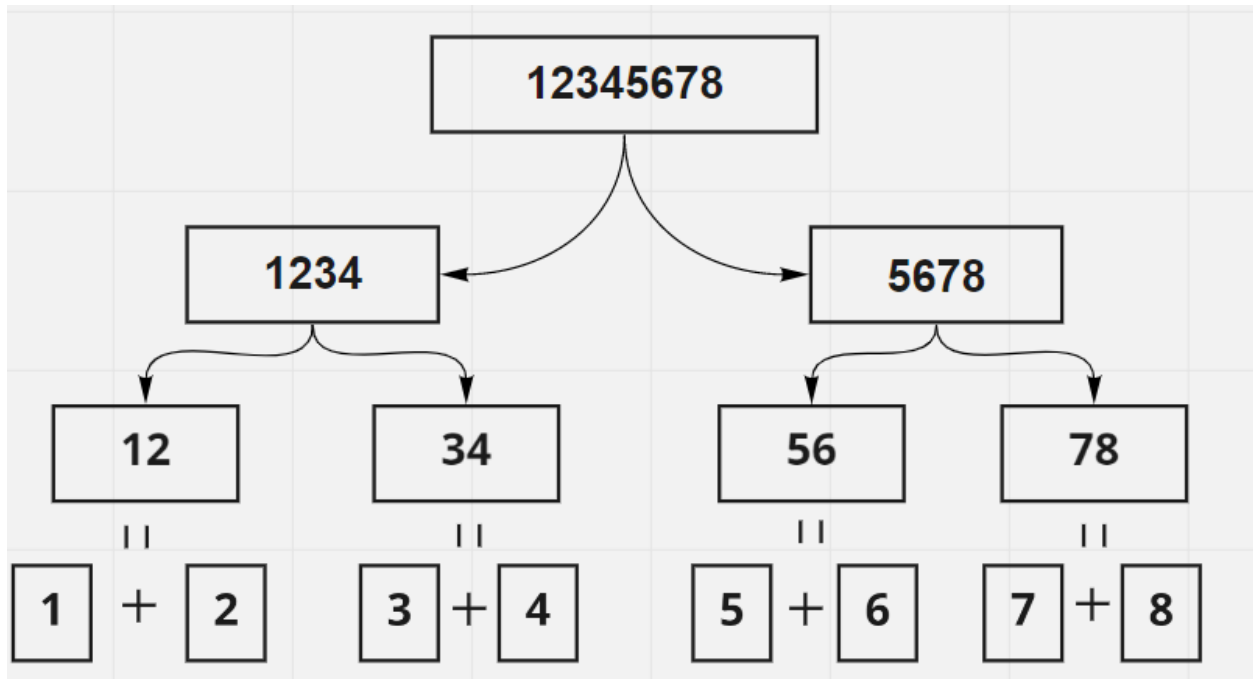 12345678
1234 5678
12 34 56 78
= = = =
1 + 2 3 + 4 5 + 6 7 + 8